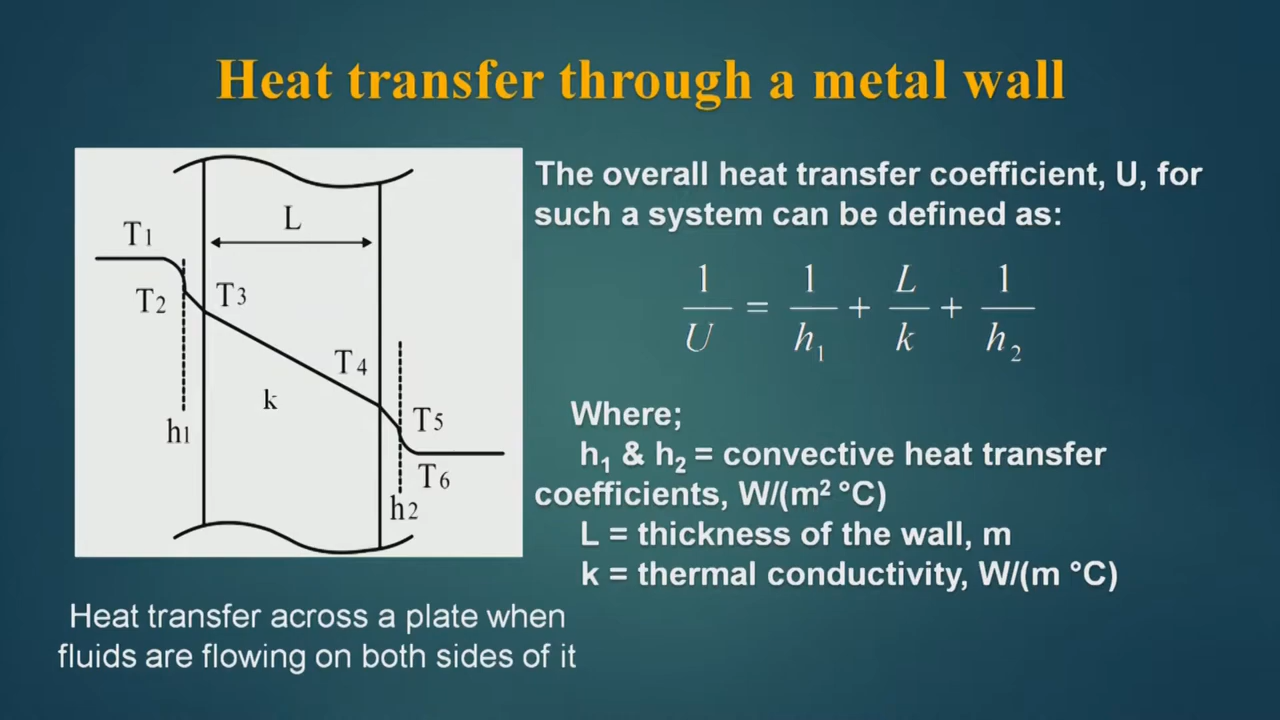 Heat transfer through a metal wall
T1
L
T2
T3
T4
k
h1
T5
T6
h2
Heat transfer across a plate when
fluids are flowing on both sides of it
The overall heat transfer coefficient, U, for
such a system can be defined as:
1/U = 1/h₁ + L/k + 1/h₂
Where;
h₁ & h₂ = convective heat transfer
coefficients, W/(m² °C)
L = thickness of the wall, m
k = thermal conductivity, W/(m °C)